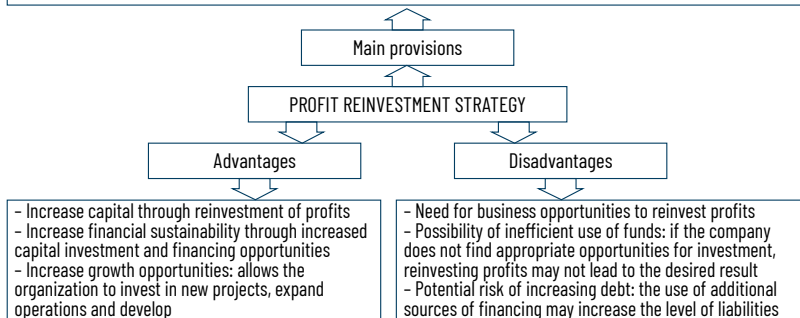 Main provisions
PROFIT REINVESTMENT STRATEGY
Advantages
Disadvantages
– Increase capital through reinvestment of profits
– Increase financial sustainability through increased
capital investment and financing opportunities
– Increase growth opportunities: allows the
organization to invest in new projects, expand
operations and develop
– Need for business opportunities to reinvest profits
– Possibility of inefficient use of funds: if the company
does not find appropriate opportunities for investment,
reinvesting profits may not lead to the desired result
– Potential risk of increasing debt: the use of additional
sources of financing may increase the level of liabilities